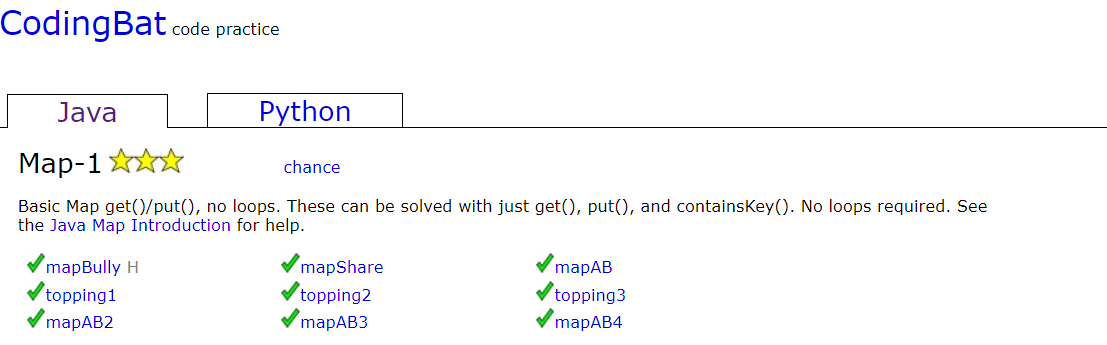 CodingBat code practice
Java Python
Map-1 chance
Basic Map get()/put(), no loops. These can be solved with just get(), put(), and containsKey(). No loops required. See
the Java Map Introduction for help.
mapBully H mapShare mapAB
topping1 topping2 topping3
mapAB2 mapAB3 mapAB4